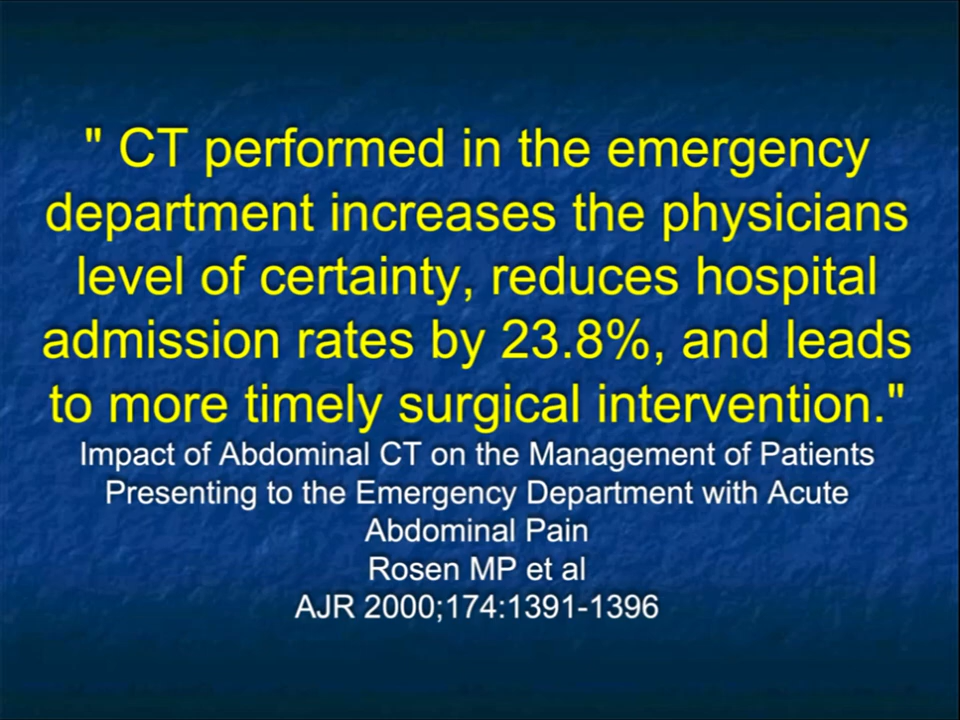 " CT performed in the emergency
department increases the physicians
level of certainty, reduces hospital
admission rates by 23.8%, and leads
to more timely surgical intervention."
Impact of Abdominal CT on the Management of Patients
Presenting to the Emergency Department with Acute
Abdominal Pain
Rosen MP et al
AJR 2000;174:1391-1396